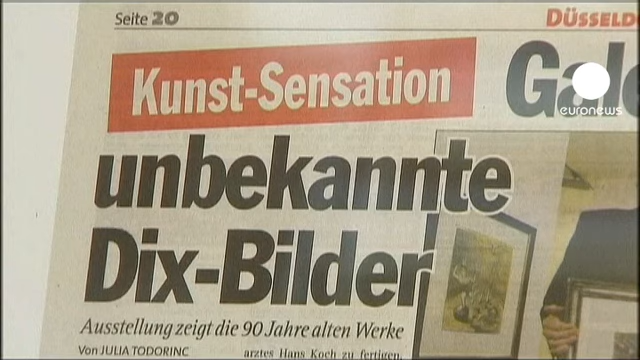 Seite 20
DÜSSELD
Kunst-Sensation
Gale
euronews
unbekannte
Dix-Bilder
Ausstellung zeigt die 90 Jahre alten Werke
Von JULIA TODORINC
arztes Hans Koch zu fertigen,